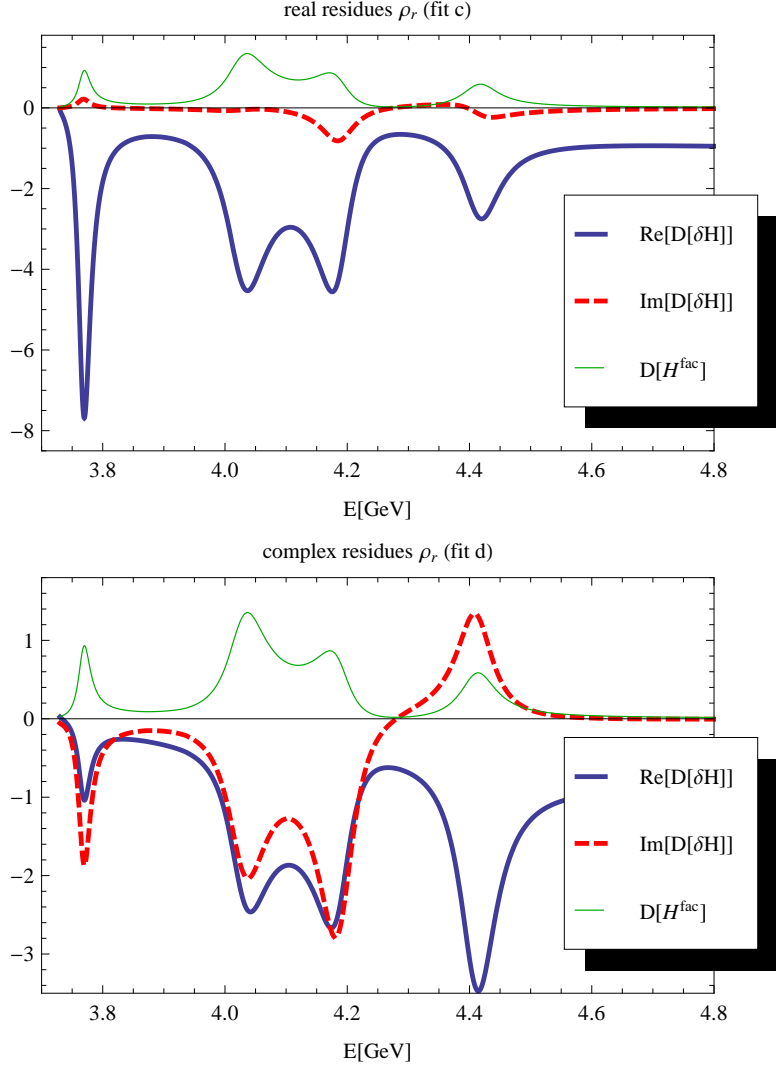 real residues ρr (fit c)
0
−2
−4
−6
−8
3.8 4.0 4.2 4.4 4.6 4.8
E[GeV]
Re[D[δH]]
Im[D[δH]]
D[H^fac]
complex residues ρr (fit d)
1
0
−1
−2
−3
3.8 4.0 4.2 4.4 4.6 4.8
E[GeV]
Re[D[δH]]
Im[D[δH]]
D[H^fac]